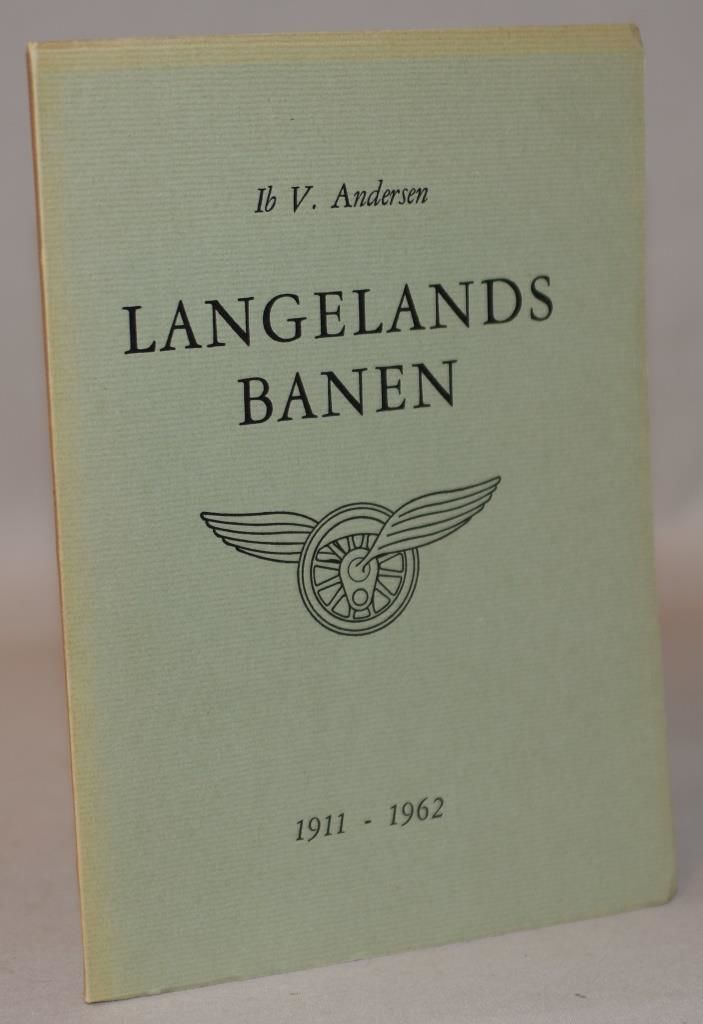 Ib V. Andersen
LANGELANDS
BANEN
1911 - 1962